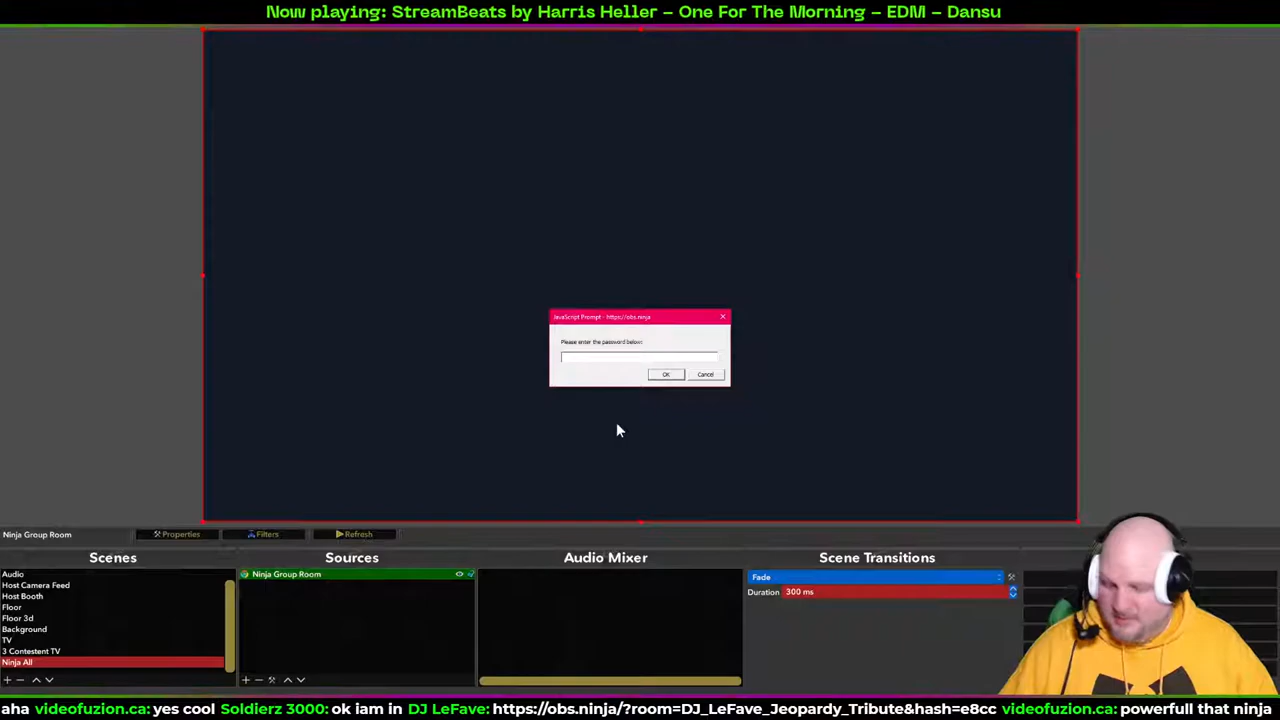 Now playing: StreamBeats by Harris Heller - One For The Morning - EDM - Dansu
JavaScript Prompt - https://obs.ninja
Please enter the password below:
OK
Cancel
Ninja Group Room
Properties
Filters
Refresh
Scenes
Sources
Audio Mixer
Scene Transitions
Audio
Host Camera Feed
Host Booth
Floor
Floor 3d
Background
TV
3 Contestent TV
Ninja All
Ninja Group Room
Fade
Duration 300 ms
aha videofuzion.ca: yes cool Soldierz 3000: ok iam in DJ LeFave: https://obs.ninja/?room=DJ_LeFave_Jeopardy_Tribute&hash=e8cc videofuzion.ca: powerfull that ninja